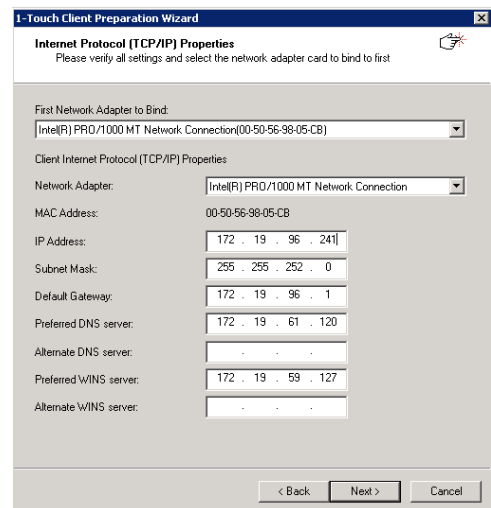 1-Touch Client Preparation Wizard
Internet Protocol (TCP/IP) Properties
Please verify all settings and select the network adapter card to bind to first
First Network Adapter to Bind:
Intel(R) PRO/1000 MT Network Connection(00-50-56-98-05-CB)
Client Internet Protocol (TCP/IP) Properties
Network Adapter: Intel(R) PRO/1000 MT Network Connection
MAC Address: 00-50-56-98-05-CB
IP Address: 172 . 19 . 96 . 241
Subnet Mask: 255 . 255 . 252 . 0
Default Gateway: 172 . 19 . 96 . 1
Preferred DNS server: 172 . 19 . 61 . 120
Alternate DNS server: . . .
Preferred WINS server: 172 . 19 . 59 . 127
Alternate WINS server: . . .
< Back Next > Cancel